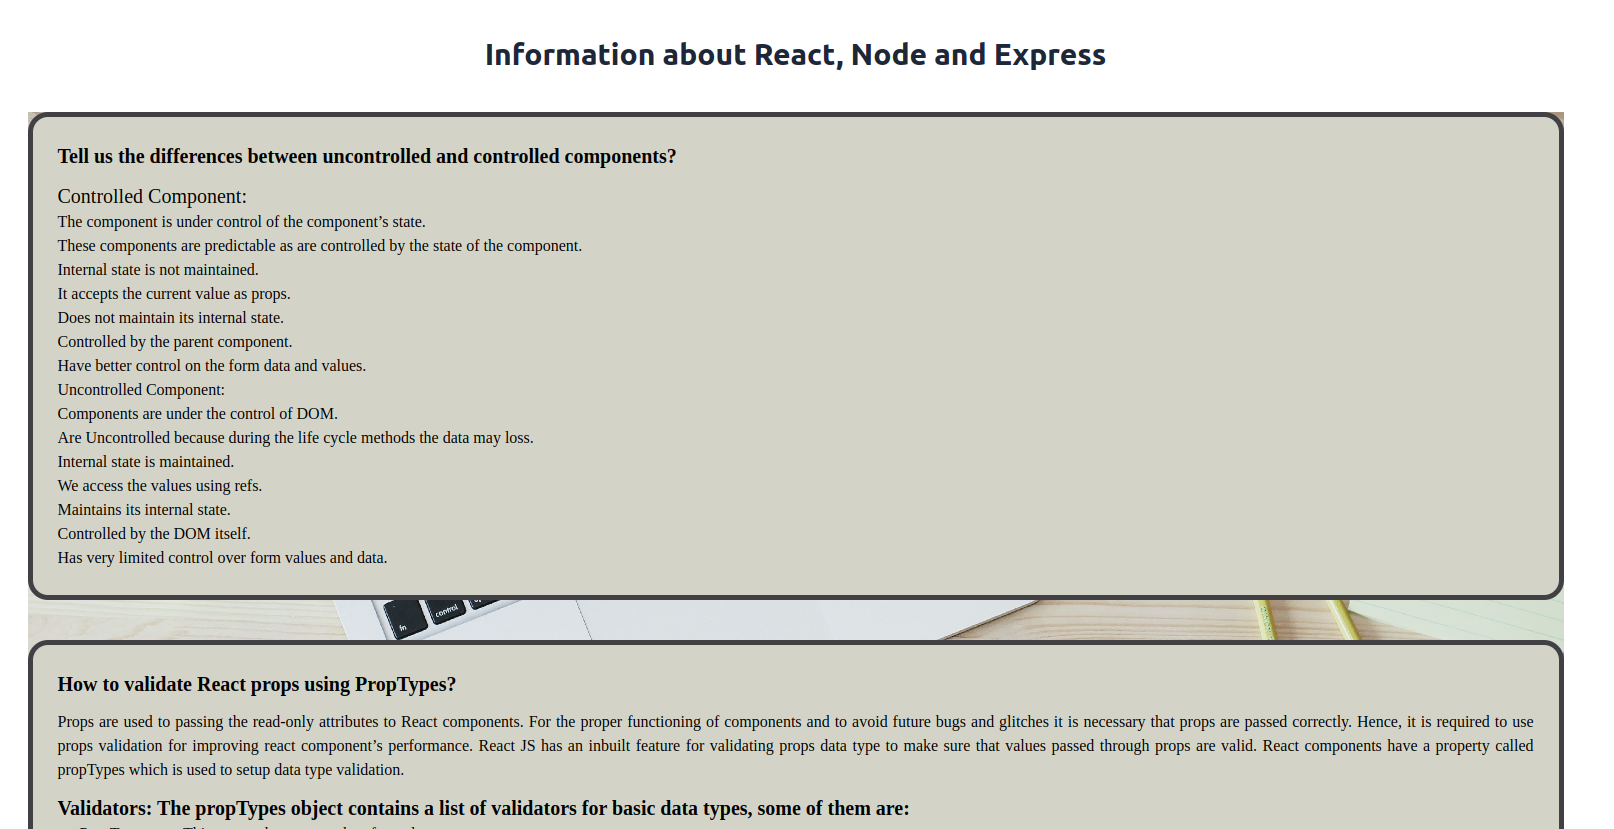 Information about React, Node and Express
Tell us the differences between uncontrolled and controlled components?
Controlled Component:
The component is under control of the component’s state.
These components are predictable as are controlled by the state of the component.
Internal state is not maintained.
It accepts the current value as props.
Does not maintain its internal state.
Controlled by the parent component.
Have better control on the form data and values.
Uncontrolled Component:
Components are under the control of DOM.
Are Uncontrolled because during the life cycle methods the data may loss.
Internal state is maintained.
We access the values using refs.
Maintains its internal state.
Controlled by the DOM itself.
Has very limited control over form values and data.
fn control
How to validate React props using PropTypes?
Props are used to passing the read-only attributes to React components. For the proper functioning of components and to avoid future bugs and glitches it is necessary that props are passed correctly. Hence, it is required to use
props validation for improving react component’s performance. React JS has an inbuilt feature for validating props data type to make sure that values passed through props are valid. React components have a property called
propTypes which is used to setup data type validation.
Validators: The propTypes object contains a list of validators for basic data types, some of them are: